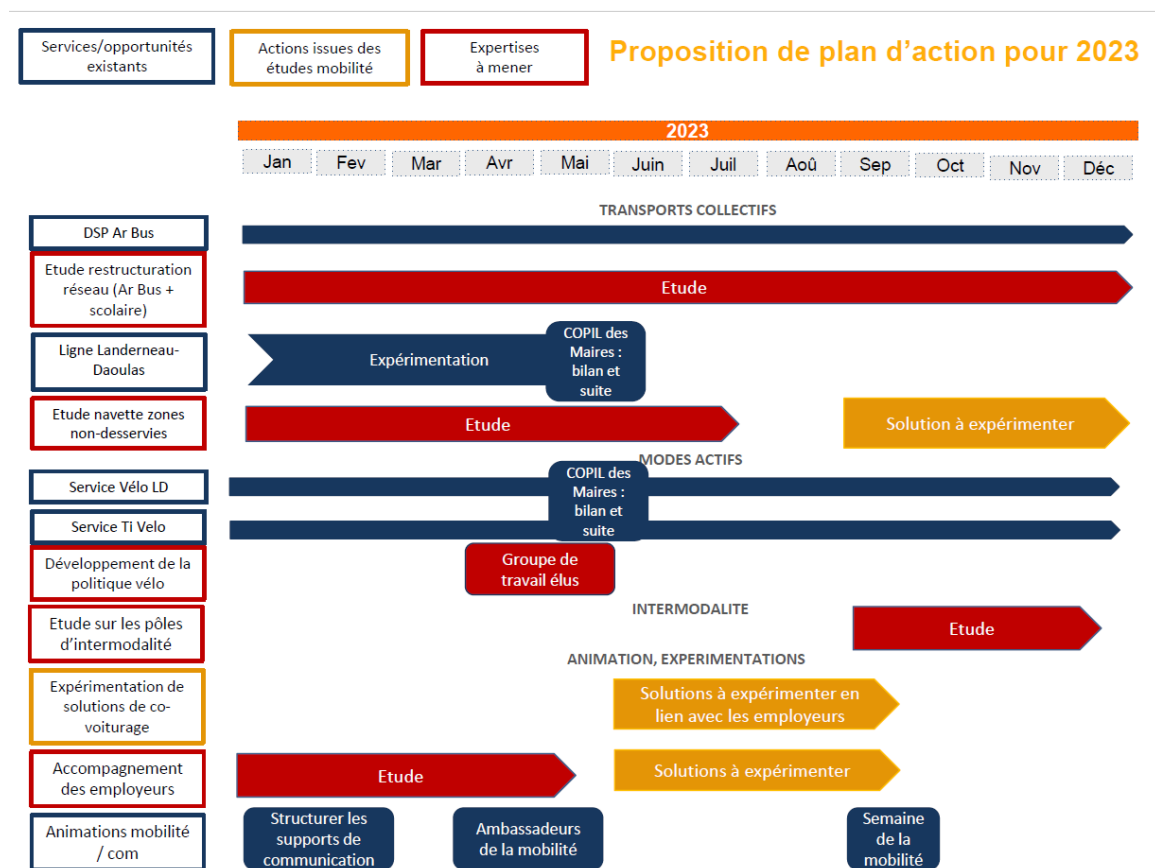 Services/opportunités
existants
Actions issues des
études mobilité
Expertises
à mener
Proposition de plan d'action pour 2023
2023
Jan Fev Mar Avr Mai Juin Juil Aoû Sep Oct Nov Déc
TRANSPORTS COLLECTIFS
DSP Ar Bus
Etude restructuration
réseau (Ar Bus +
scolaire)
Etude
Ligne Landerneau-
Daoulas
Expérimentation
COPIL des
Maires :
bilan et
suite
Etude navette zones
non-desservies
Etude
Solution à expérimenter
MODES ACTIFS
Service Vélo LD
COPIL des
Maires :
bilan et
suite
Service Ti Velo
Développement de la
politique vélo
Groupe de
travail élus
INTERMODALITE
Etude sur les pôles
d'intermodalité
Etude
ANIMATION, EXPERIMENTATIONS
Expérimentation de
solutions de co-
voiturage
Solutions à expérimenter en
lien avec les employeurs
Accompagnement
des employeurs
Etude
Solutions à expérimenter
Animations mobilité
/ com
Structurer les
supports de
communication
Ambassadeurs
de la mobilité
Semaine
de la
mobilité